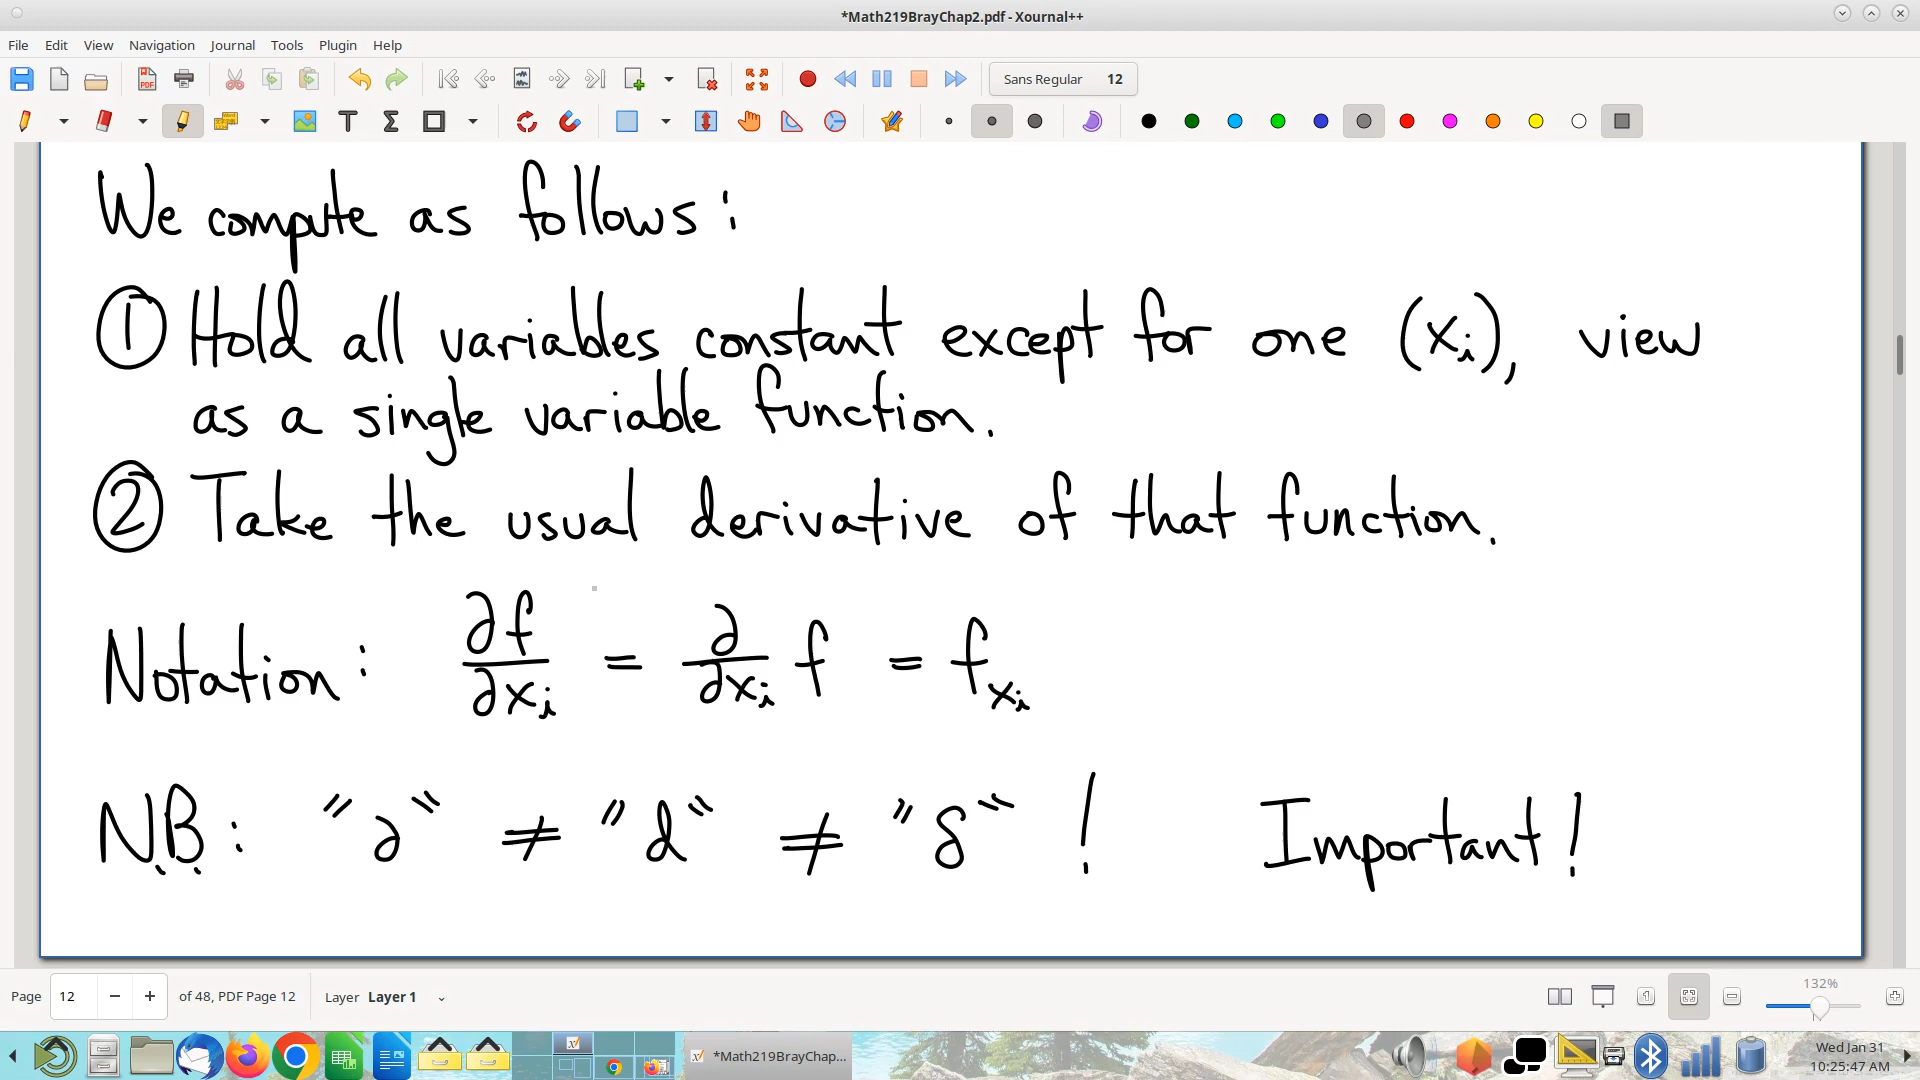 *Math219BrayChap2.pdf - Xournal++
File Edit View Navigation Journal Tools Plugin Help
Sans Regular 12
We compute as follows:
① Hold all variables constant except for one (xᵢ), view
as a single variable function.
② Take the usual derivative of that function.
Notation: ∂f/∂xᵢ = ∂/∂xᵢ f = f_xᵢ
N.B.: "∂" ≠ "d" ≠ "δ" ! Important!
Page 12 of 48, PDF Page 12 Layer Layer 1 132%
*Math219BrayChap... Wed Jan 31
10:25:47 AM